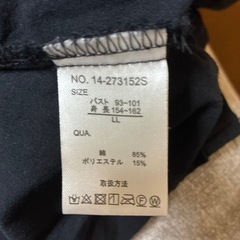 NO. 14-273152S
SIZE
バスト 93~101
身長 154~162
LL
QUA.
綿 85%
ポリエステル 15%
取扱方法